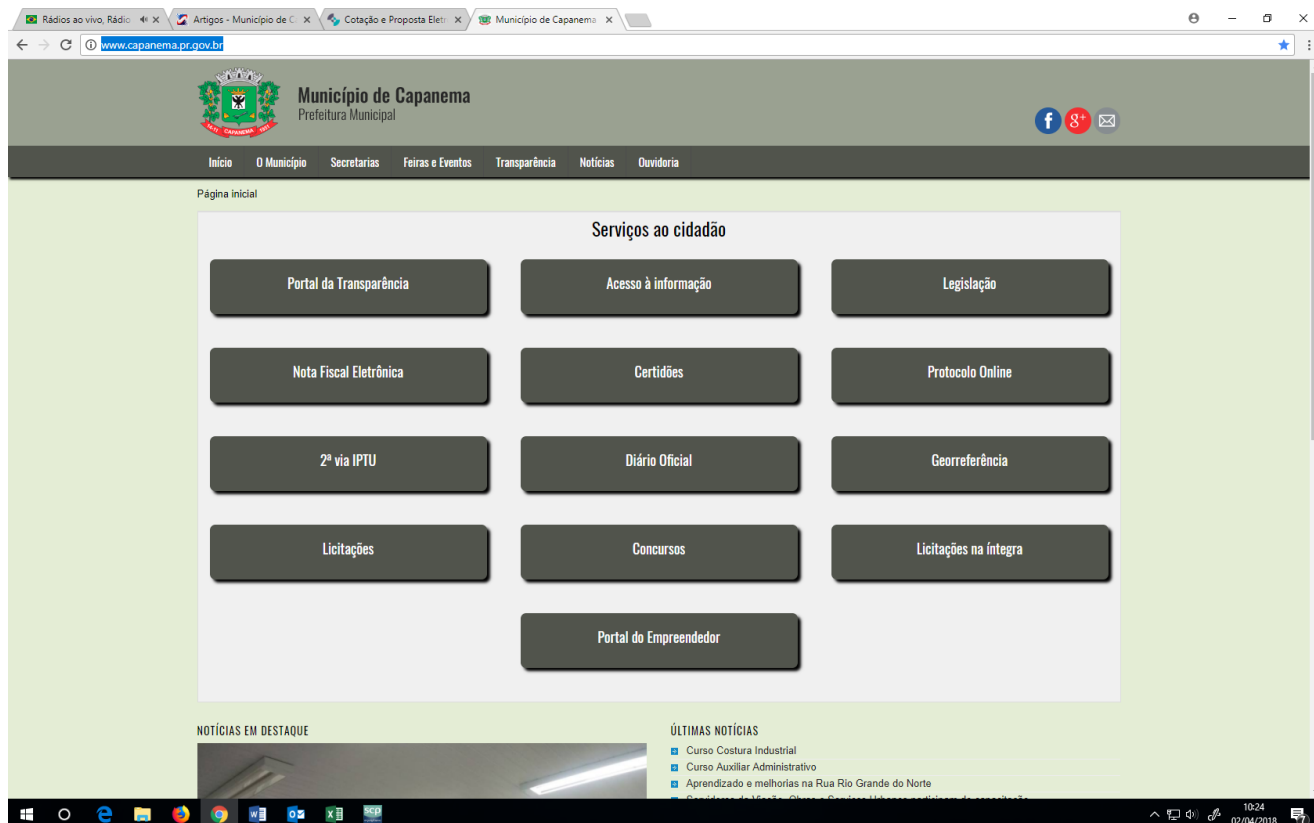 Rádios ao vivo, Rádio
Artigos - Município de C
Cotação e Proposta Eletr
Município de Capanema
www.capanema.pr.gov.br
CAPANEMA
Município de Capanema
Prefeitura Municipal
f
8+
Início O Município Secretarias Feiras e Eventos Transparência Notícias Ouvidoria
Página inicial
Serviços ao cidadão
Portal da Transparência Acesso à informação Legislação
Nota Fiscal Eletrônica Certidões Protocolo Online
2ª via IPTU Diário Oficial Georreferência
Licitações Concursos Licitações na íntegra
Portal do Empreendedor
NOTÍCIAS EM DESTAQUE
ÚLTIMAS NOTÍCIAS
Curso Costura Industrial
Curso Auxiliar Administrativo
Aprendizado e melhorias na Rua Rio Grande do Norte
scp
10:24
02/04/2018